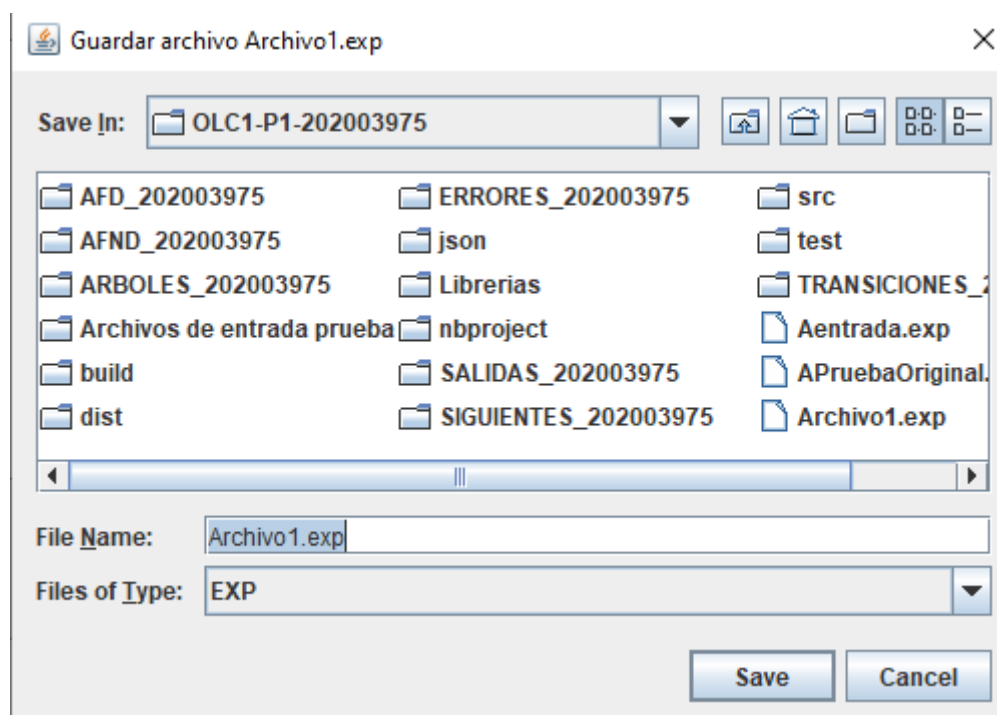 Guardar archivo Archivo1.exp
Save In: OLC1-P1-202003975
AFD_202003975 ERRORES_202003975 src
AFND_202003975 json test
ARBOLES_202003975 Librerias TRANSICIONES_2
Archivos de entrada prueba nbproject Aentrada.exp
build SALIDAS_202003975 APruebaOriginal.
dist SIGUIENTES_202003975 Archivo1.exp
File Name: Archivo1.exp
Files of Type: EXP
Save Cancel